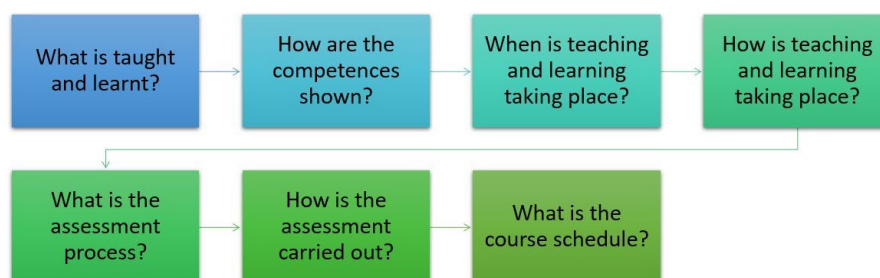 What is taught
and learnt?
How are the
competences
shown?
When is teaching
and learning
taking place?
How is teaching
and learning
taking place?
What is the
assessment
process?
How is the
assessment
carried out?
What is the
course schedule?